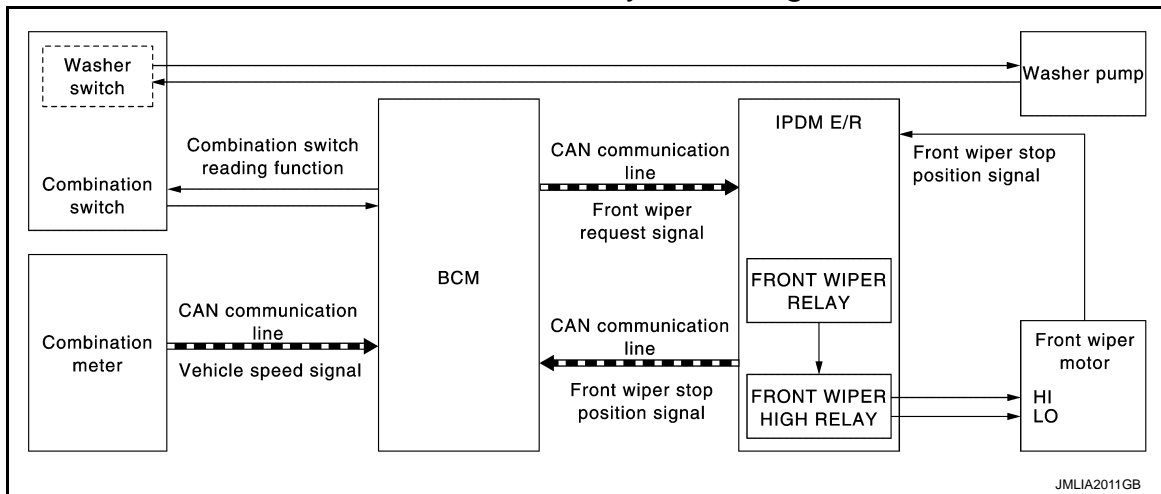 Washer
switch
Washer pump
Combination switch
reading function
Combination
switch
BCM
CAN communication
line
Front wiper
request signal
IPDM E/R
Front wiper stop
position signal
Combination
meter
CAN communication
line
Vehicle speed signal
CAN communication
line
Front wiper stop
position signal
FRONT WIPER
RELAY
FRONT WIPER
HIGH RELAY
Front wiper
motor
HI
LO
JMLIA2011GB